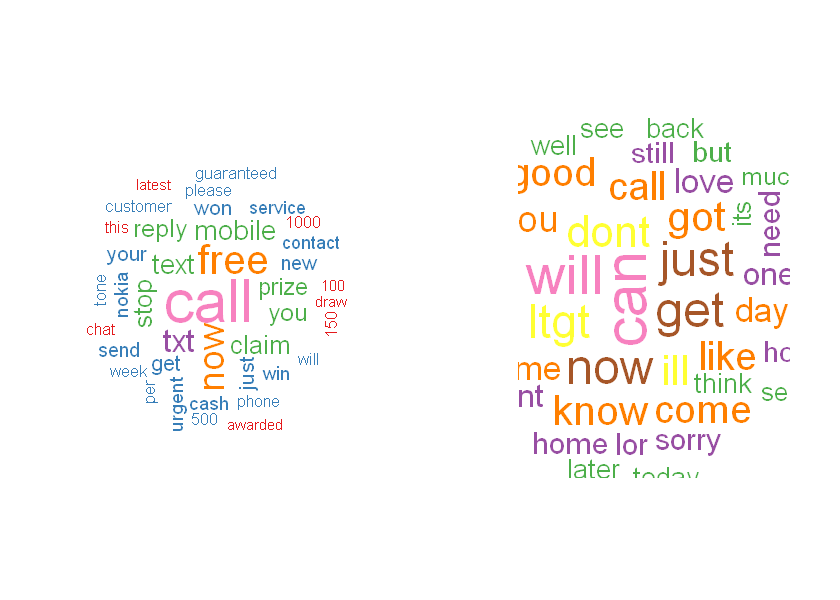 guaranteed
latest
please
customer
won
service
this
reply
mobile
1000
contact
your
text
free
new
tone
nokia
stop
call
prize
100
draw
150
you
chat
txt
now
claim
send
get
just
will
week
win
per
urgent
cash
phone
500
awarded
see
back
well
still
but
good
call
love
muc
ou
dont
got
its
need
will
can
just
one
ltgt
get
day
me
now
ill
like
ho
think
se
nt
know
come
home
lor
sorry
later
today